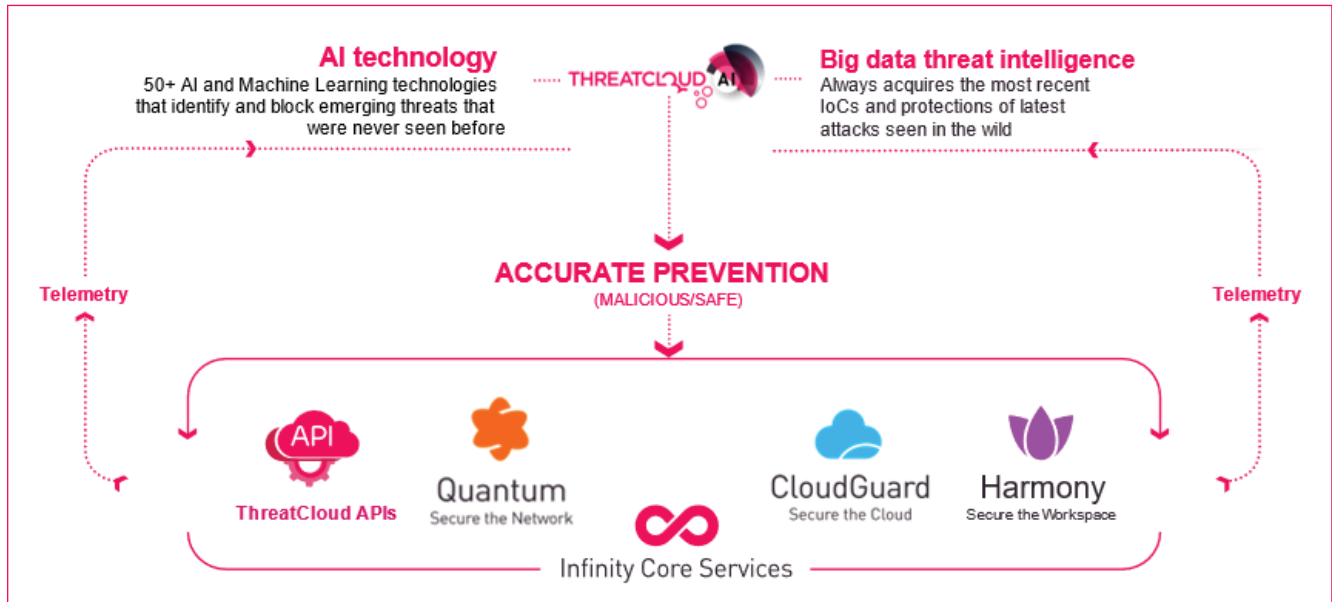 AI technology
50+ AI and Machine Learning technologies
that identify and block emerging threats that
were never seen before
THREATCLOUD AI
Big data threat intelligence
Always acquires the most recent
IoCs and protections of latest
attacks seen in the wild
ACCURATE PREVENTION
(MALICIOUS/SAFE)
Telemetry
Telemetry
API
ThreatCloud APIs
Quantum
Secure the Network
CloudGuard
Secure the Cloud
Harmony
Secure the Workspace
Infinity Core Services